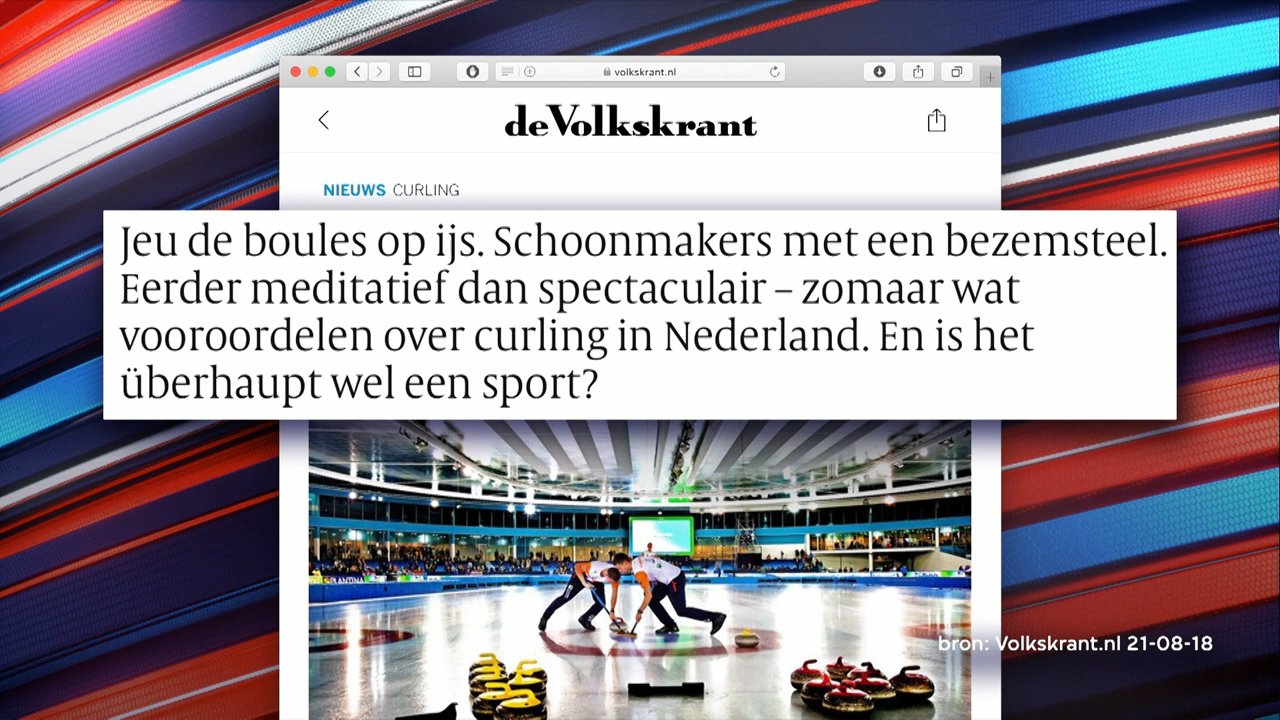 volkskrant.nl
deVolkskrant
NIEUWS CURLING
Jeu de boules op ijs. Schoonmakers met een bezemsteel.
Eerder meditatief dan spectaculair – zomaar wat
vooroordelen over curling in Nederland. En is het
überhaupt wel een sport?
PLANTINA
bron: Volkskrant.nl 21-08-18